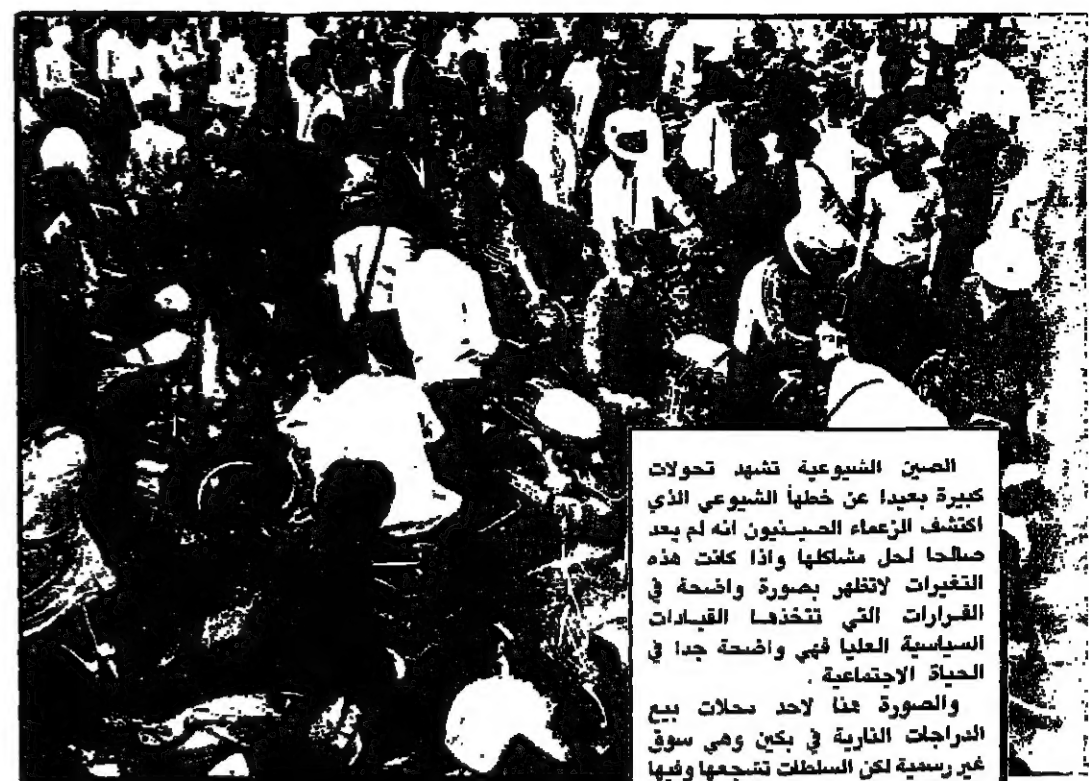 الصين الشيوعية تشهد تحولات
كبيرة بعيدا عن خطها الشيوعي الذي
اكتشف الزعماء الصينيون انه لم يعد
صالحا لحل مشاكلها واذا كانت هذه
التغيرات لاتظهر بصورة واضحة في
القرارات التي تتخذها القيادات
السياسية العليا فهي واضحة جدا في
الحياة الاجتماعية .
والصورة هنا لاحد محلات بيع
الدراجات النارية في بكين وهي سوق
غير رسمية لكن السلطات تشجعها وفيها